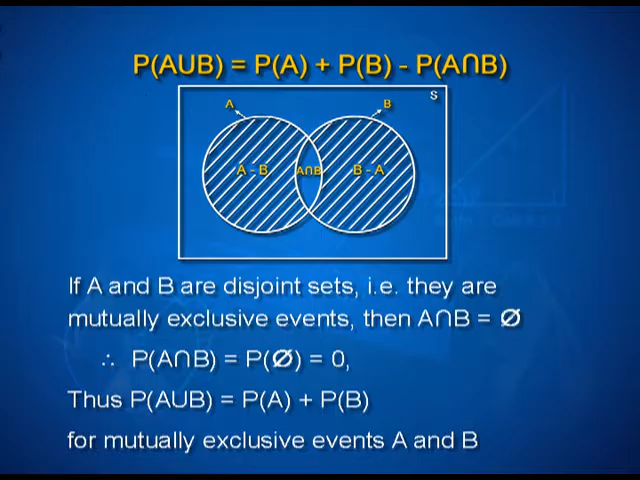 P(AUB) = P(A) + P(B) - P(A∩B)
S
A
B
A - B
A∩B
B - A
If A and B are disjoint sets, i.e. they are
mutually exclusive events, then A∩B = Ø
∴ P(A∩B) = P(Ø) = 0,
Thus P(AUB) = P(A) + P(B)
for mutually exclusive events A and B